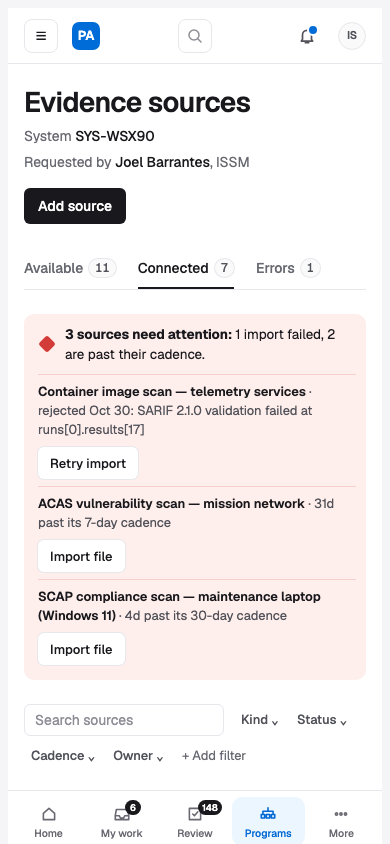 PA
IS
Evidence sources
System SYS-WSX90
Requested by Joel Barrantes, ISSM
Add source
Available 11 Connected 7 Errors 1
3 sources need attention: 1 import failed, 2
are past their cadence.
Container image scan — telemetry services ·
rejected Oct 30: SARIF 2.1.0 validation failed at
runs[0].results[17]
Retry import
ACAS vulnerability scan — mission network · 31d
past its 7-day cadence
Import file
SCAP compliance scan — maintenance laptop
(Windows 11) · 4d past its 30-day cadence
Import file
Search sources Kind Status
Cadence Owner + Add filter
6 148
Home My work Review Programs More